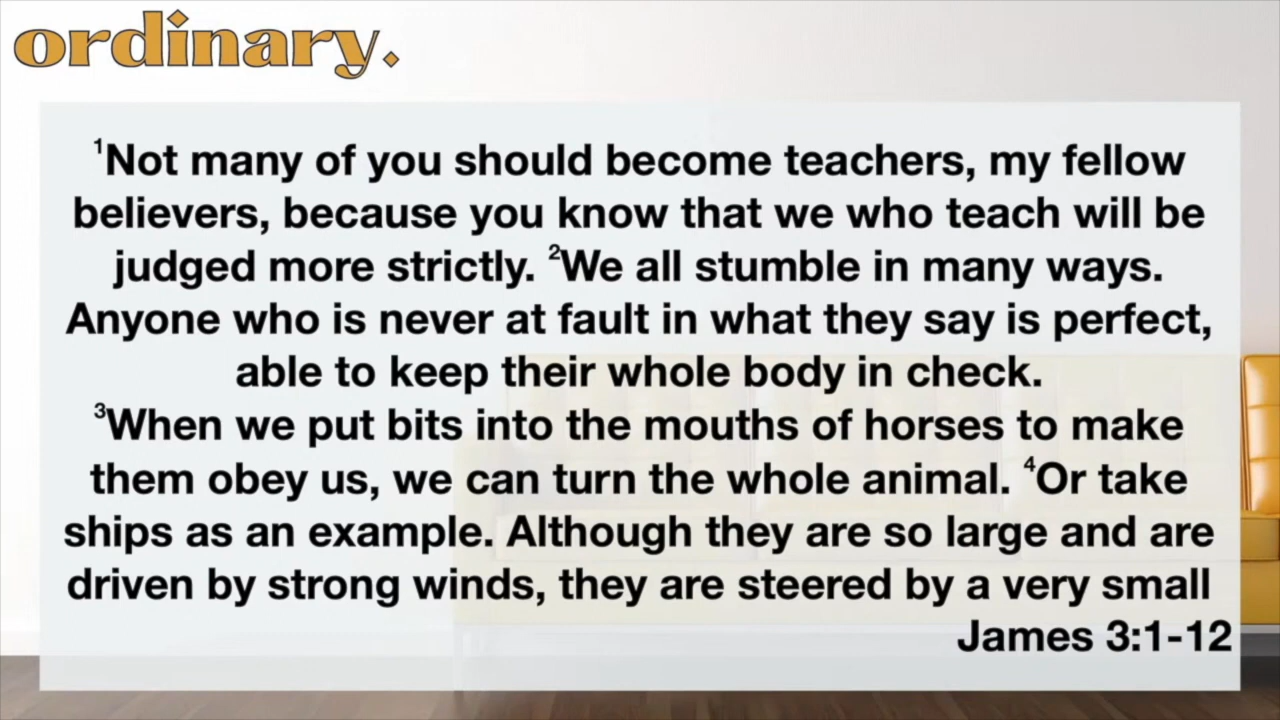 ordinary.
¹Not many of you should become teachers, my fellow
believers, because you know that we who teach will be
judged more strictly. ²We all stumble in many ways.
Anyone who is never at fault in what they say is perfect,
able to keep their whole body in check.
³When we put bits into the mouths of horses to make
them obey us, we can turn the whole animal. ⁴Or take
ships as an example. Although they are so large and are
driven by strong winds, they are steered by a very small
James 3:1-12